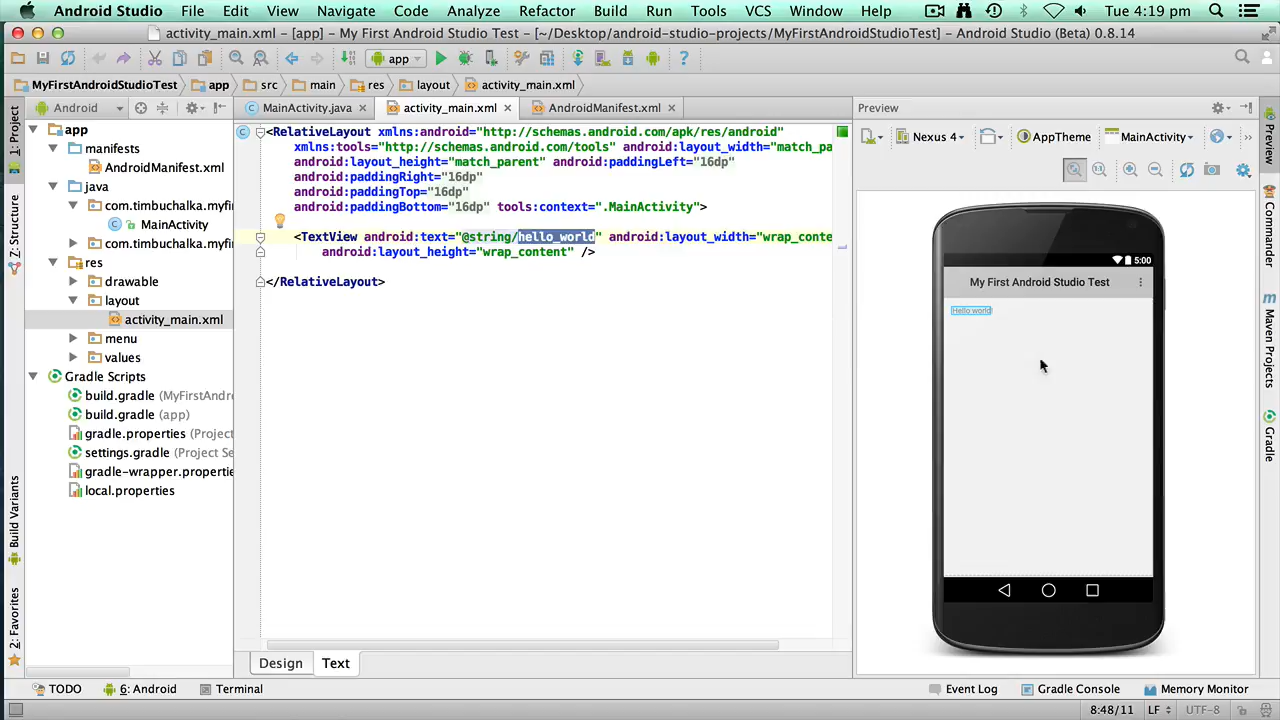 Android Studio File Edit View Navigate Code Analyze Refactor Build Run Tools VCS Window Help Tue 4:19 pm
activity_main.xml - [app] - My First Android Studio Test - [~/Desktop/android-studio-projects/MyFirstAndroidStudioTest] - Android Studio (Beta) 0.8.14
app
MyFirstAndroidStudioTest app src main res layout activity_main.xml
Android MainActivity.java activity_main.xml AndroidManifest.xml Preview
1: Project
Z: Structure
Build Variants
2: Favorites
app
manifests
AndroidManifest.xml
java
com.timbuchalka.myfir
MainActivity
com.timbuchalka.myfir
res
drawable
layout
activity_main.xml
menu
values
Gradle Scripts
build.gradle (MyFirstAndr
build.gradle (app)
gradle.properties (Project
settings.gradle (Project Se
gradle-wrapper.propertie
local.properties
<RelativeLayout xmlns:android="http://schemas.android.com/apk/res/android"
xmlns:tools="http://schemas.android.com/tools" android:layout_width="match_pa
android:layout_height="match_parent" android:paddingLeft="16dp"
android:paddingRight="16dp"
android:paddingTop="16dp"
android:paddingBottom="16dp" tools:context=".MainActivity">
<TextView android:text="@string/hello_world" android:layout_width="wrap_conte
android:layout_height="wrap_content" />
</RelativeLayout>
Design Text
Nexus 4 AppTheme MainActivity
5:00
My First Android Studio Test
Hello world!
Preview
Commander
Maven Projects
Gradle
TODO 6: Android Terminal Event Log Gradle Console Memory Monitor
8:48/11 LF UTF-8